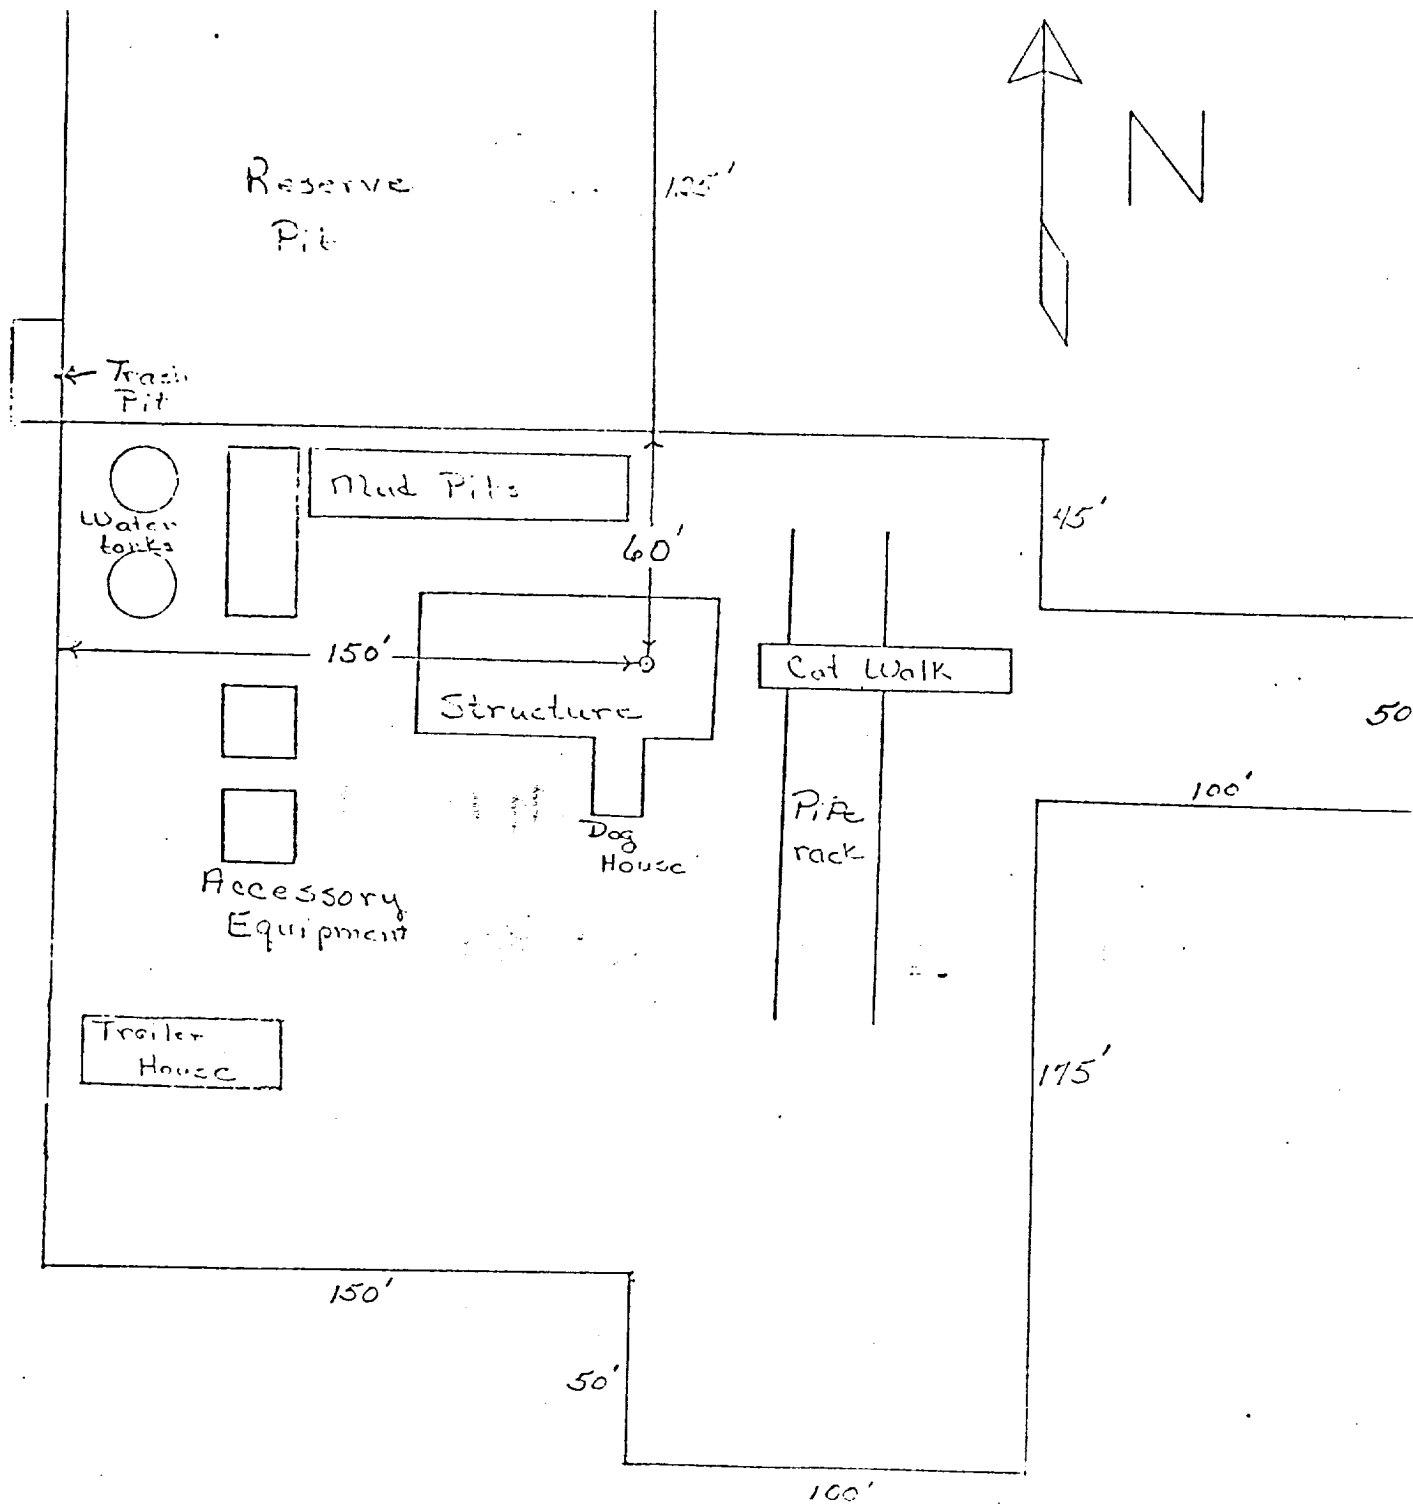 Reserve
Pit
125'
N
Trash
Pit
Mud Pits
Water
tanks
45'
60'
150'
Cat Walk
Structure
50
100'
Pipe
rack
Dog
House
Accessory
Equipment
Trailer
House
175'
150'
50'
100'